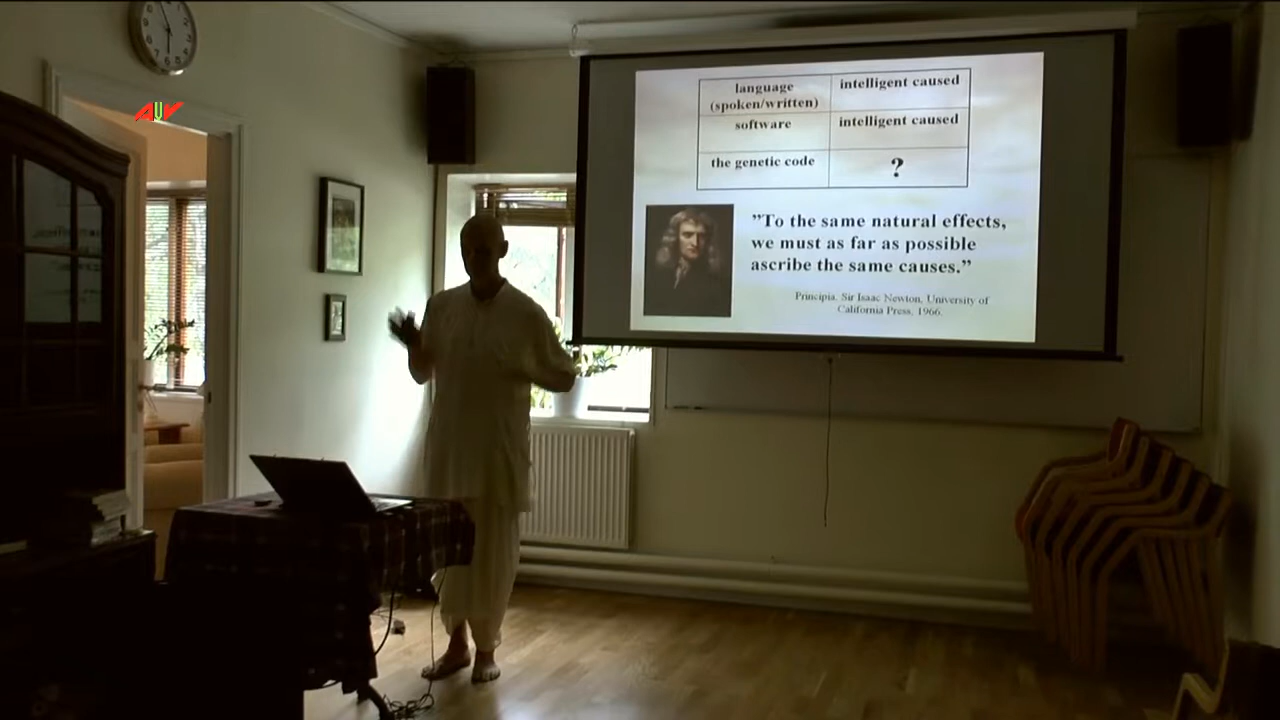 AUV
language
(spoken/written)
intelligent caused
software
intelligent caused
the genetic code
?
”To the same natural effects,
we must as far as possible
ascribe the same causes.”
Principia. Sir Isaac Newton, University of
California Press, 1966.